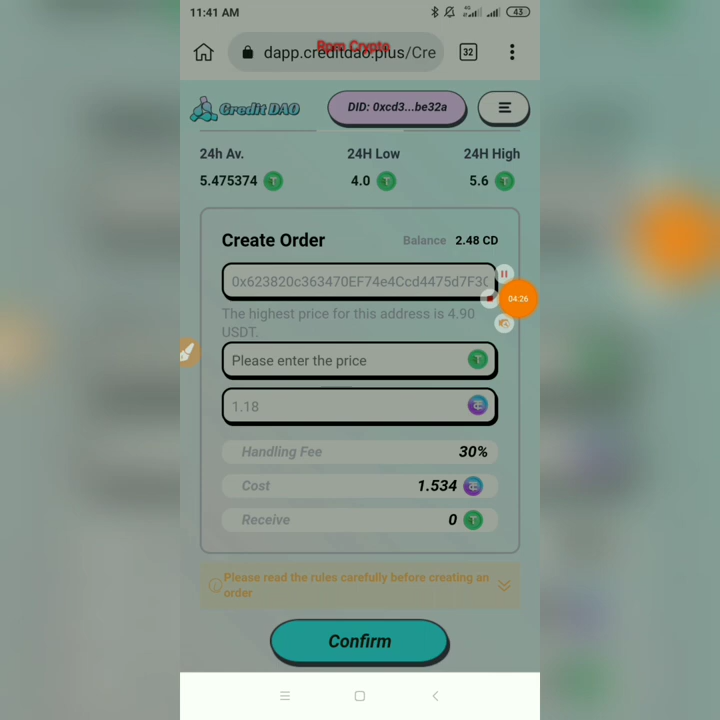 11:41 AM
4G
43
Bpm Crypto
dapp.creditdao.plus/Cre
32
Credit DAO
DID: 0xcd3...be32a
24h Av.
24H Low
24H High
5.475374
4.0
5.6
Create Order
Balance 2.48 CD
0x623820c363470EF74e4Ccd4475d7F3C
04:26
The highest price for this address is 4.90
USDT.
Please enter the price
1.18
Handling Fee
30%
Cost
1.534
Receive
0
Please read the rules carefully before creating an
order
Confirm